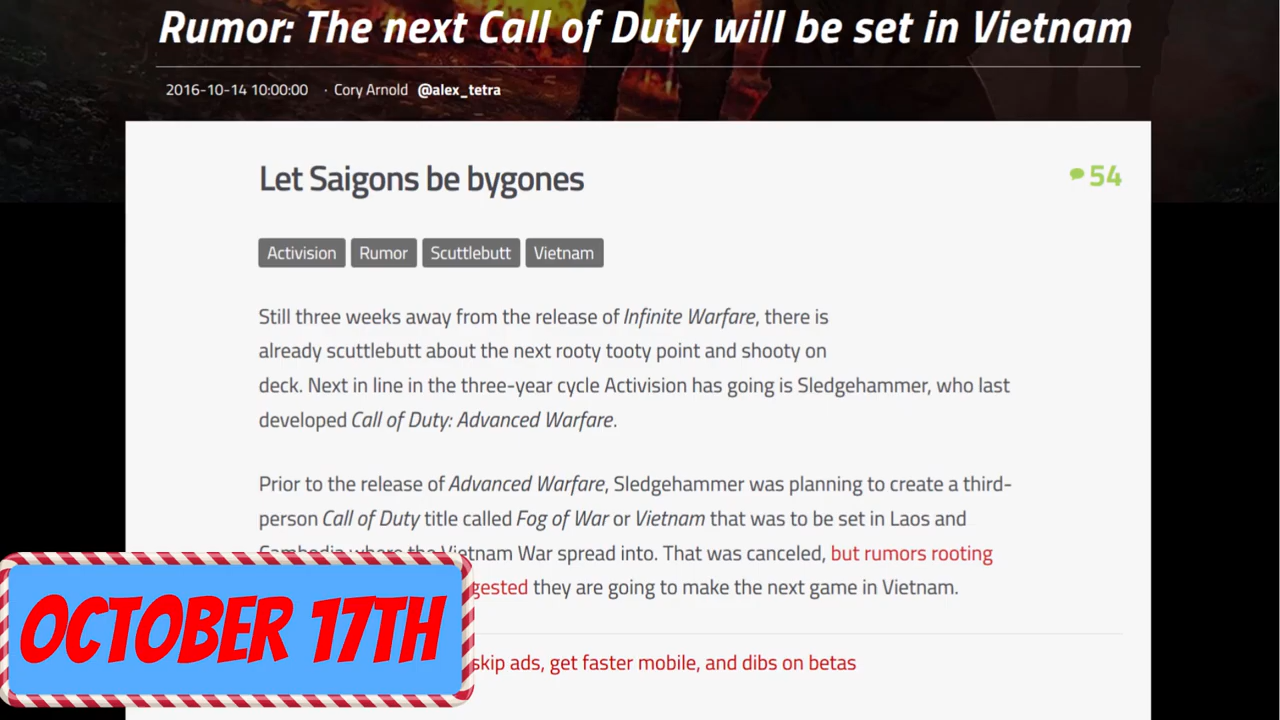 Rumor: The next Call of Duty will be set in Vietnam
2016-10-14 10:00:00 · Cory Arnold @alex_tetra
Let Saigons be bygones
54
Activision Rumor Scuttlebutt Vietnam
Still three weeks away from the release of Infinite Warfare, there is
already scuttlebutt about the next rooty tooty point and shooty on
deck. Next in line in the three-year cycle Activision has going is Sledgehammer, who last
developed Call of Duty: Advanced Warfare.
Prior to the release of Advanced Warfare, Sledgehammer was planning to create a third-
person Call of Duty title called Fog of War or Vietnam that was to be set in Laos and
Cambodia where the Vietnam War spread into. That was canceled, but rumors rooting
they are going to make the next game in Vietnam.
OCTOBER 17TH
skip ads, get faster mobile, and dibs on betas